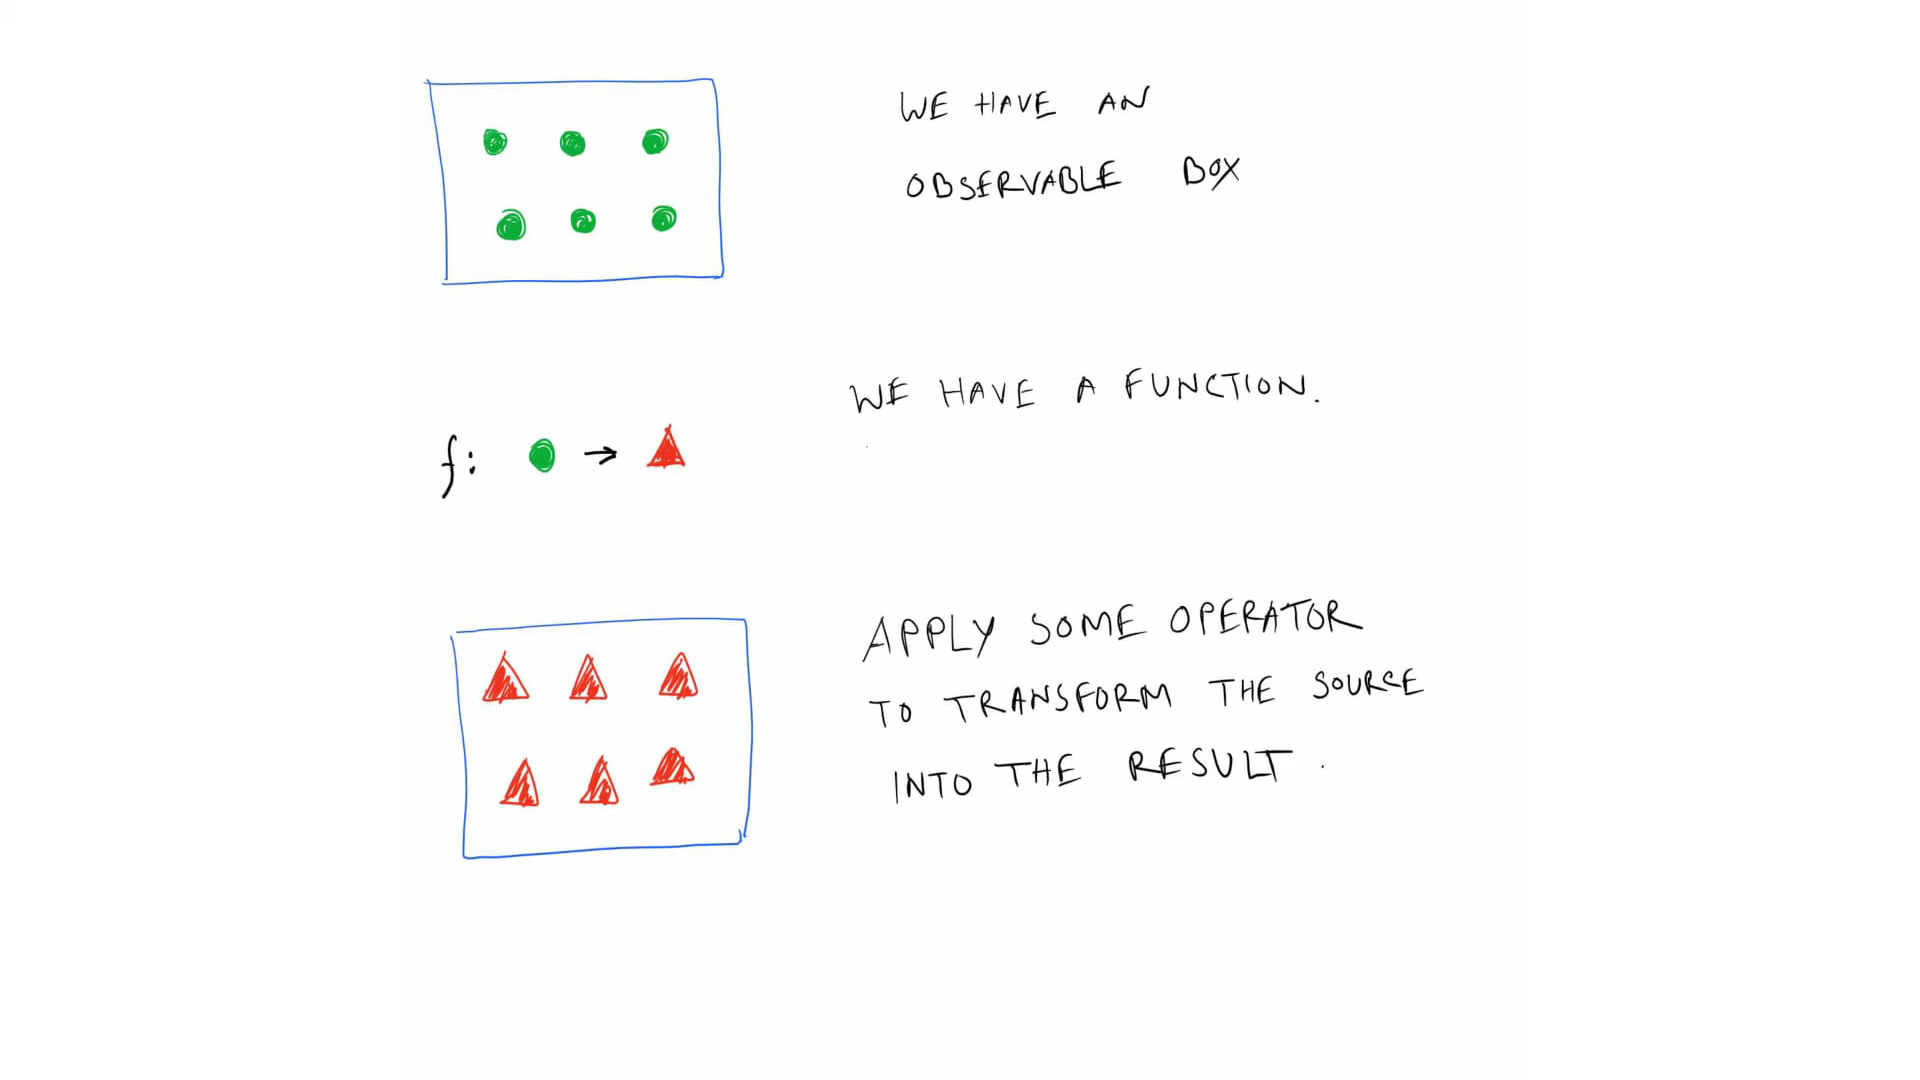 WE HAVE AN
OBSERVABLE BOX
WE HAVE A FUNCTION.
f: →
APPLY SOME OPERATOR
TO TRANSFORM THE SOURCE
INTO THE RESULT.